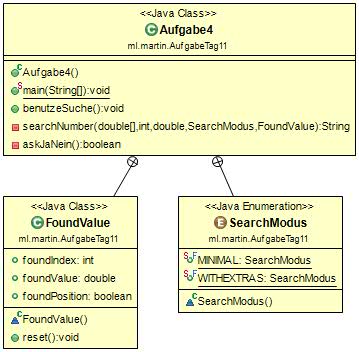 <<Java Class>>
Aufgabe4
ml.martin.AufgabeTag11
Aufgabe4()
main(String[]):void
benutzeSuche():void
searchNumber(double[],int,double,SearchModus,FoundValue):String
askJaNein():boolean
<<Java Class>>
FoundValue
ml.martin.AufgabeTag11
foundIndex: int
foundValue: double
foundPosition: boolean
FoundValue()
reset():void
<<Java Enumeration>>
SearchModus
ml.martin.AufgabeTag11
MINIMAL: SearchModus
WITHEXTRAS: SearchModus
SearchModus()